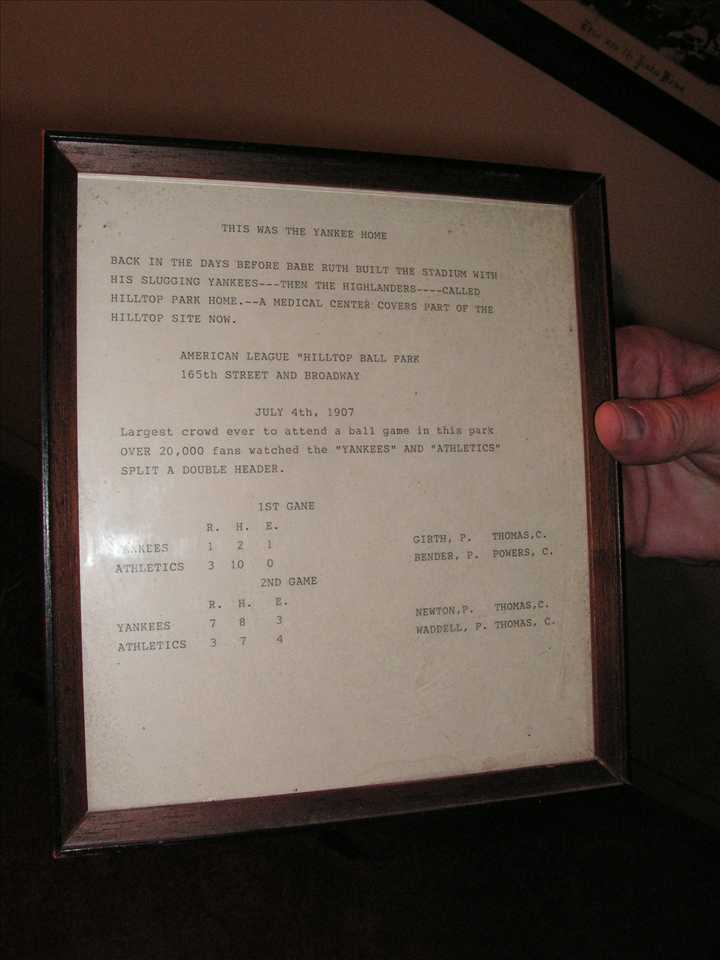 THIS WAS THE YANKEE HOME
BACK IN THE DAYS BEFORE BABE RUTH BUILT THE STADIUM WITH
HIS SLUGGING YANKEES---THEN THE HIGHLANDERS----CALLED
HILLTOP PARK HOME.--A MEDICAL CENTER COVERS PART OF THE
HILLTOP SITE NOW.
AMERICAN LEAGUE "HILLTOP BALL PARK
165th STREET AND BROADWAY
JULY 4th, 1907
Largest crowd ever to attend a ball game in this park
OVER 20,000 fans watched the "YANKEES" AND "ATHLETICS"
SPLIT A DOUBLE HEADER.
1ST GANE
R. H. E.
YANKEES 1 2 1 GIRTH, P. THOMAS,C.
ATHLETICS 3 10 0 BENDER, P. POWERS, C.
2ND GAME
R. H. E.
YANKEES 7 8 3 NEWTON,P. THOMAS,C.
ATHLETICS 3 7 4 WADDELL, P. THOMAS, C.